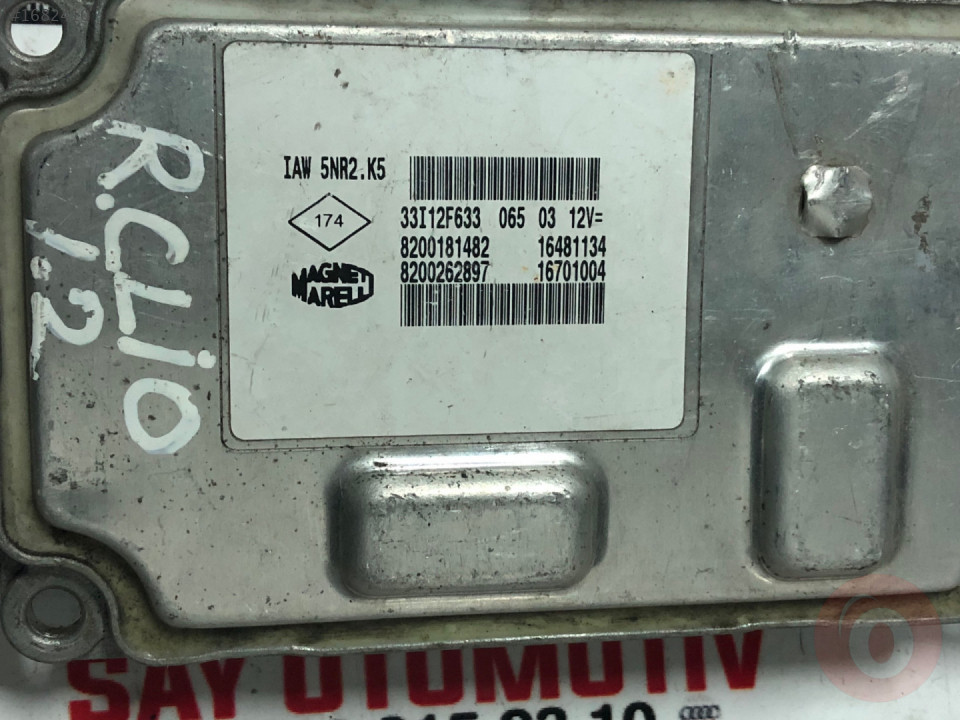 IAW 5NR2.K5
174
33I12F633 065 03 12V=
8200181482 16481134
8200262897 16701004
MAGNETI
MARELLI
R.CLIO
1.2
SAY OTOMOTIV